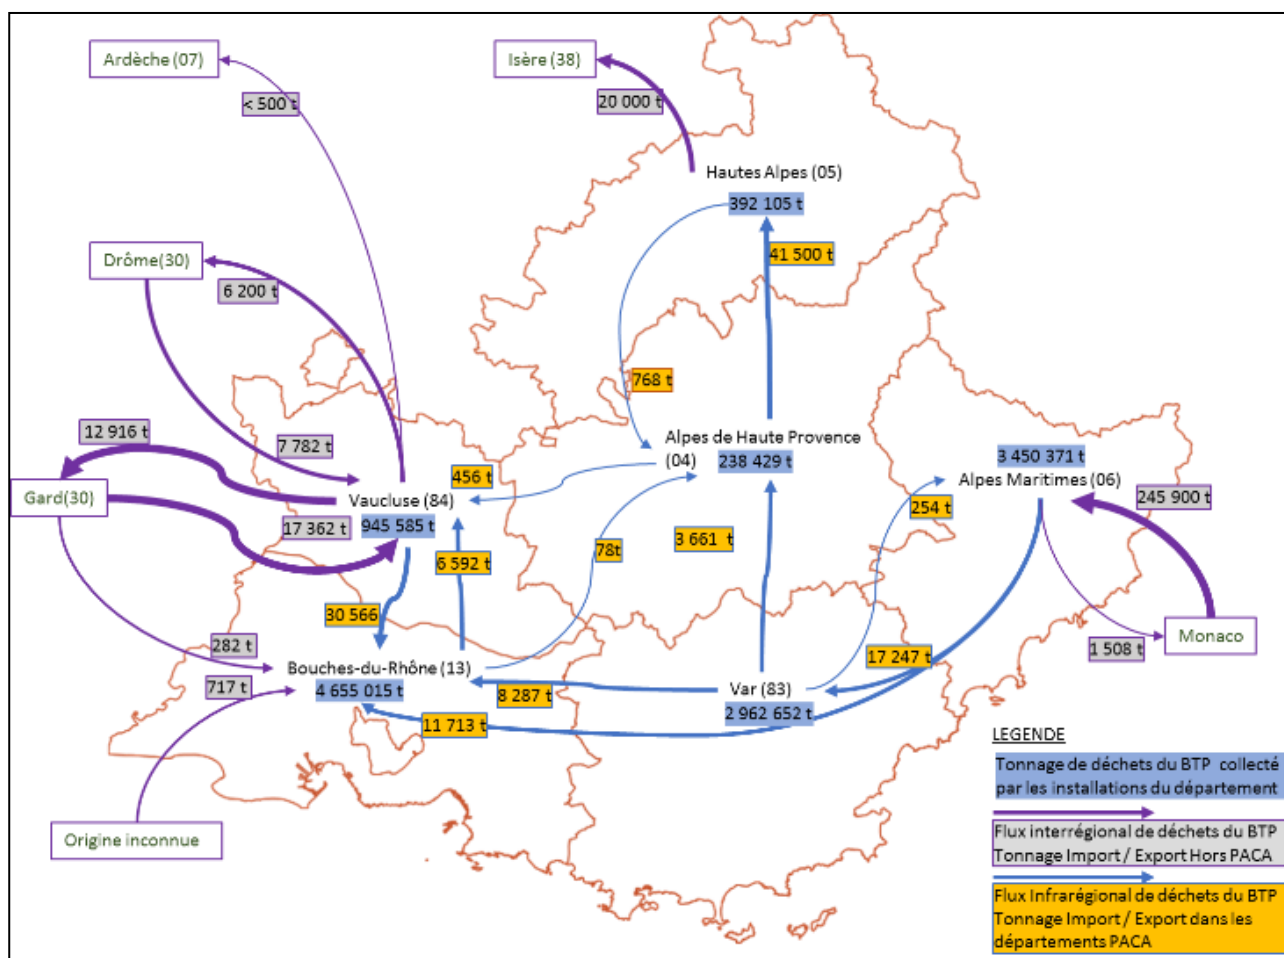 Ardèche (07)
Isère (38)
< 500 t
20 000 t
Hautes Alpes (05)
392 105 t
Drôme(30)
6 200 t
41 500 t
768 t
12 916 t
7 782 t
Alpes de Haute Provence
(04)
238 429 t
3 450 371 t
Alpes Maritimes (06)
456 t
Gard(30)
Vaucluse (84)
945 585 t
17 362 t
245 900 t
254 t
3 661 t
78t
6 592 t
30 566
282 t
Monaco
1 508 t
17 247 t
Bouches-du-Rhône (13)
4 655 015 t
717 t
8 287 t
Var (83)
2 962 652 t
11 713 t
Origine inconnue
LEGENDE
Tonnage de déchets du BTP collecté
par les installations du département
Flux interrégional de déchets du BTP
Tonnage Import / Export Hors PACA
Flux Infrarégional de déchets du BTP
Tonnage Import / Export dans les
départements PACA